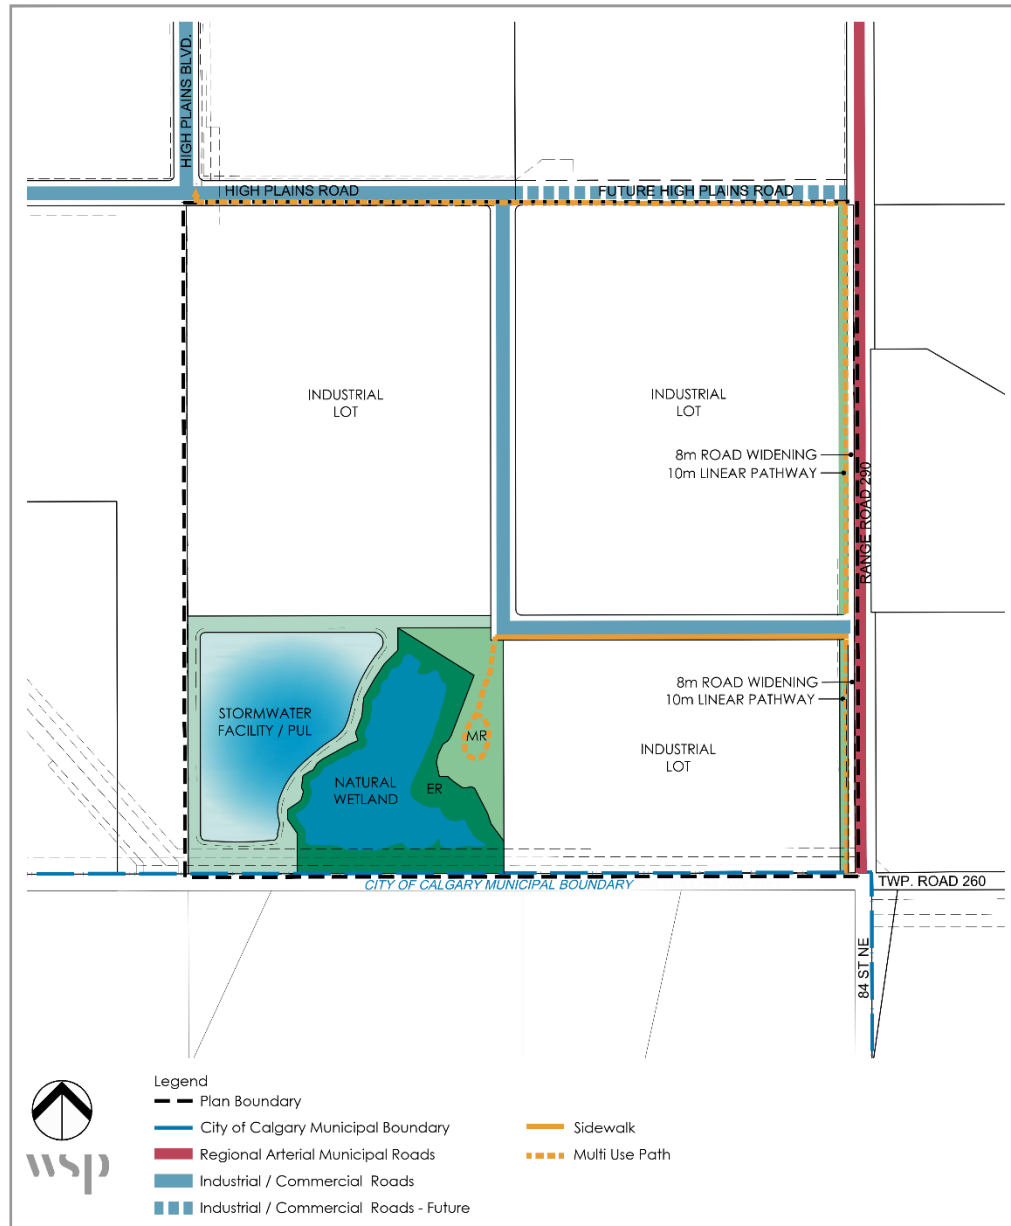 HIGH PLAINS BLVD.
HIGH PLAINS ROAD
FUTURE HIGH PLAINS ROAD
INDUSTRIAL
LOT
INDUSTRIAL
LOT
8m ROAD WIDENING
10m LINEAR PATHWAY
RANGE ROAD 290
STORMWATER
FACILITY / PUL
NATURAL
WETLAND
ER
MR
8m ROAD WIDENING
10m LINEAR PATHWAY
INDUSTRIAL
LOT
CITY OF CALGARY MUNICIPAL BOUNDARY
TWP. ROAD 260
84 ST NE
wsp
Legend
Plan Boundary
City of Calgary Municipal Boundary
Regional Arterial Municipal Roads
Industrial / Commercial Roads
Industrial / Commercial Roads - Future
Sidewalk
Multi Use Path